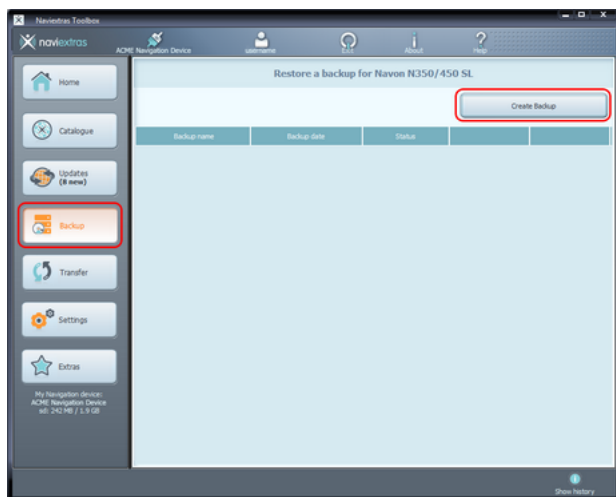 Naviextras Toolbox
naviextras
ACME Navigation Device
username
Exit
About
Help
Home
Catalogue
Updates
(8 new)
Backup
Transfer
Settings
Extras
My Navigation device:
ACME Navigation Device
sd: 242 MB / 1.9 GB
Restore a backup for Navon N350/450 SL
Create Backup
Backup name Backup date Status
Show history